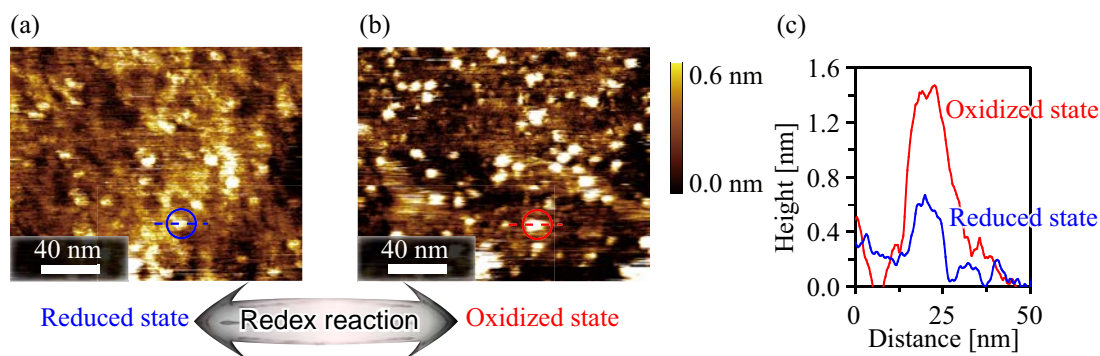 (a)
(b)
(c)
0.6 nm
0.0 nm
40 nm
40 nm
Reduced state
Redex reaction
Oxidized state
Height [nm]
1.6
1.2
0.8
0.4
0.0
Oxidized state
Reduced state
0 25 50
Distance [nm]